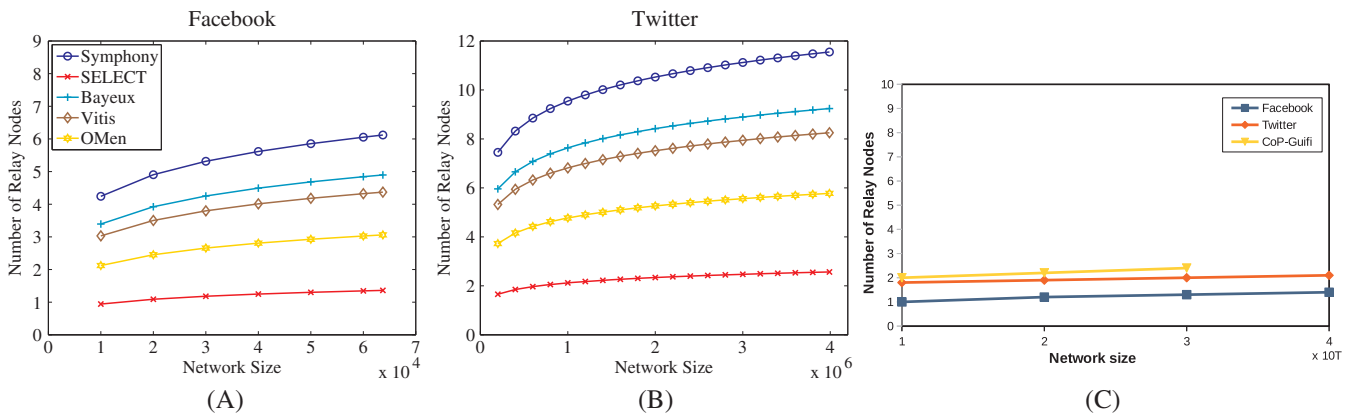 Facebook
Number of Relay Nodes
9
8
7
6
5
4
3
2
1
0
Symphony
SELECT
Bayeux
Vitis
OMen
0 1 2 3 4 5 6 7
Network Size
x 10^4
(A)
Twitter
Number of Relay Nodes
12
10
8
6
4
2
0
1 2 3 4
Network Size
x 10^6
(B)
Number of Relay Nodes
10
9
8
7
6
5
4
3
2
1
0
Facebook
Twitter
CoP-Guifi
1 2 3 4
Network size
x 10T
(C)